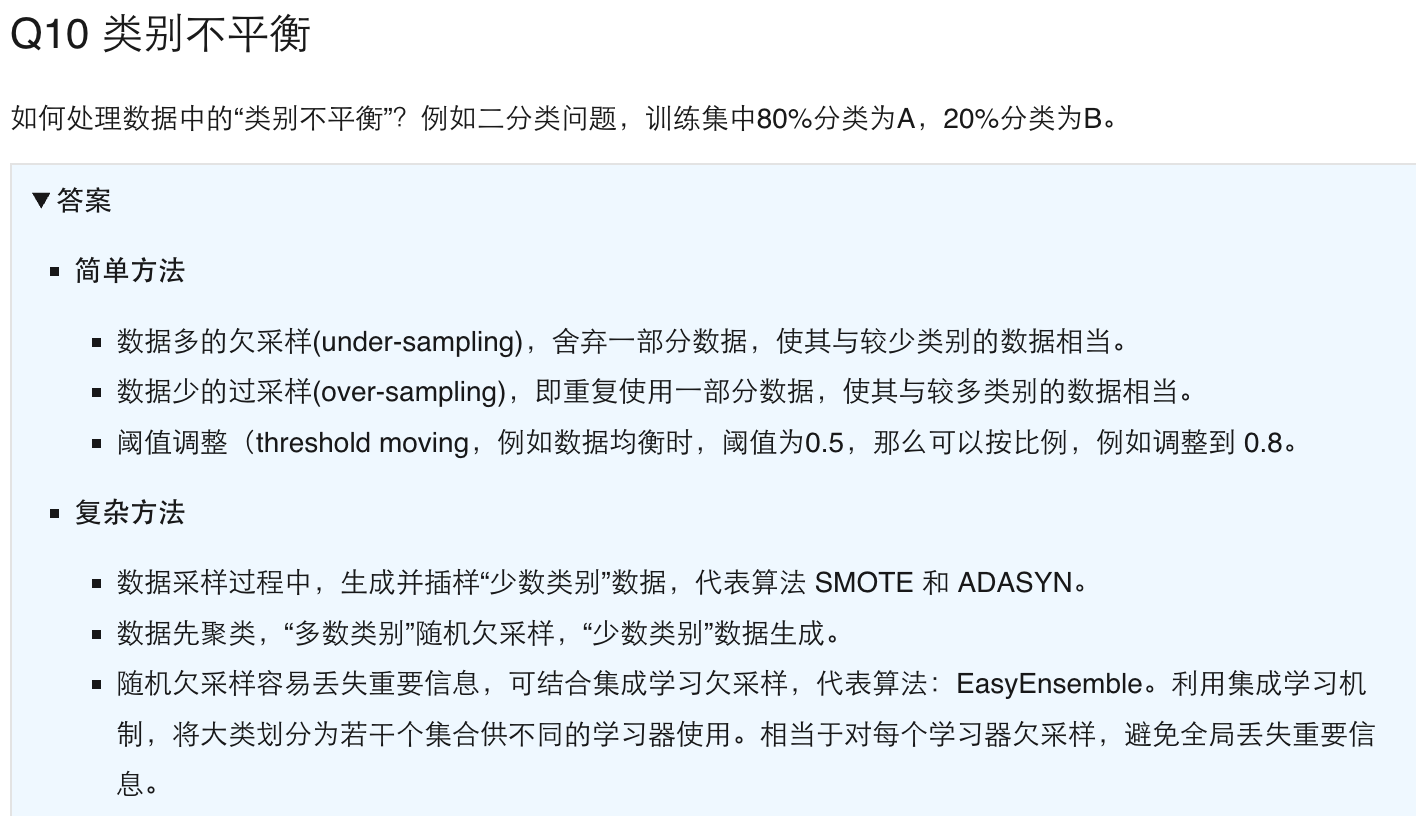 Q10 类别不平衡
如何处理数据中的“类别不平衡”？例如二分类问题，训练集中80%分类为A，20%分类为B。
▼答案
▪ 简单方法
▪ 数据多的欠采样(under-sampling)，舍弃一部分数据，使其与较少类别的数据相当。
▪ 数据少的过采样(over-sampling)，即重复使用一部分数据，使其与较多类别的数据相当。
▪ 阈值调整（threshold moving，例如数据均衡时，阈值为0.5，那么可以按比例，例如调整到 0.8。
▪ 复杂方法
▪ 数据采样过程中，生成并插样“少数类别”数据，代表算法 SMOTE 和 ADASYN。
▪ 数据先聚类，“多数类别”随机欠采样，“少数类别”数据生成。
▪ 随机欠采样容易丢失重要信息，可结合集成学习欠采样，代表算法：EasyEnsemble。利用集成学习机
制，将大类划分为若干个集合供不同的学习器使用。相当于对每个学习器欠采样，避免全局丢失重要信
息。